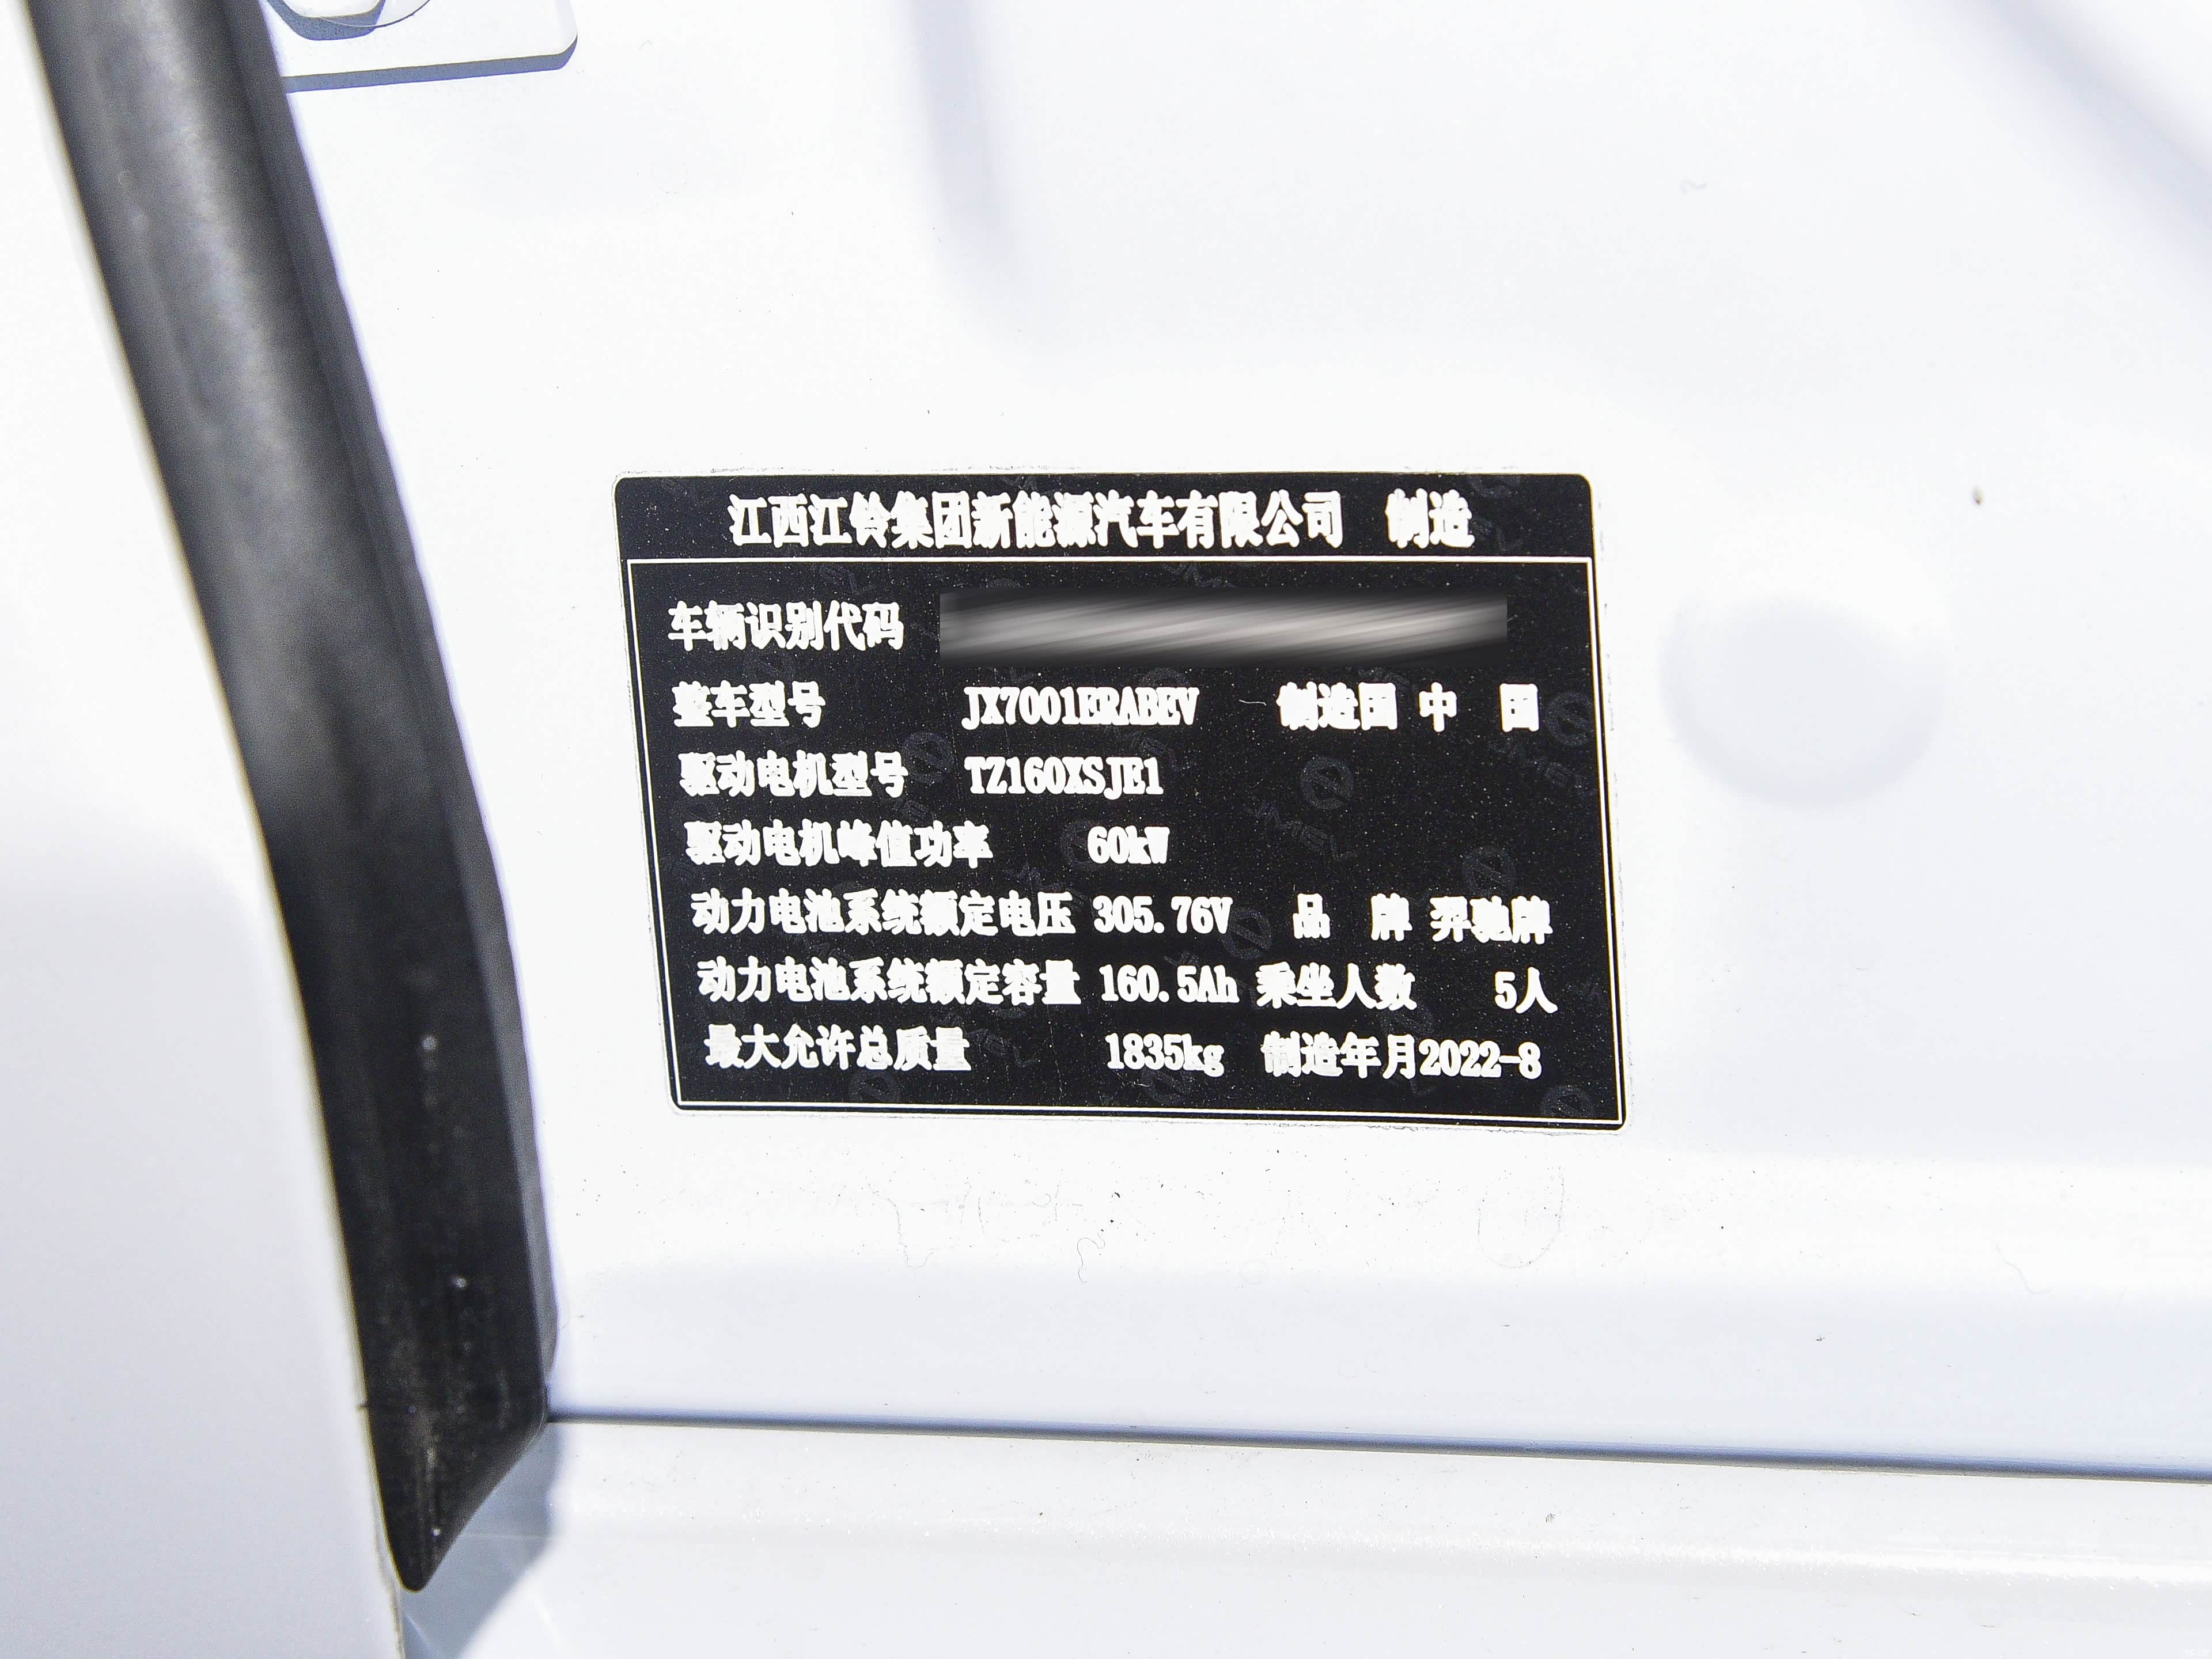 江西江铃集团新能源汽车有限公司 制造
车辆识别代码
整车型号 JX7001ERABEV 制造国 中 国
驱动电机型号 TZ160XSJE1
驱动电机峰值功率 60kW
动力电池系统额定电压 305.76V 品 牌 羿驰牌
动力电池系统额定容量 160.5Ah 乘坐人数 5人
最大允许总质量 1835kg 制造年月2022-8